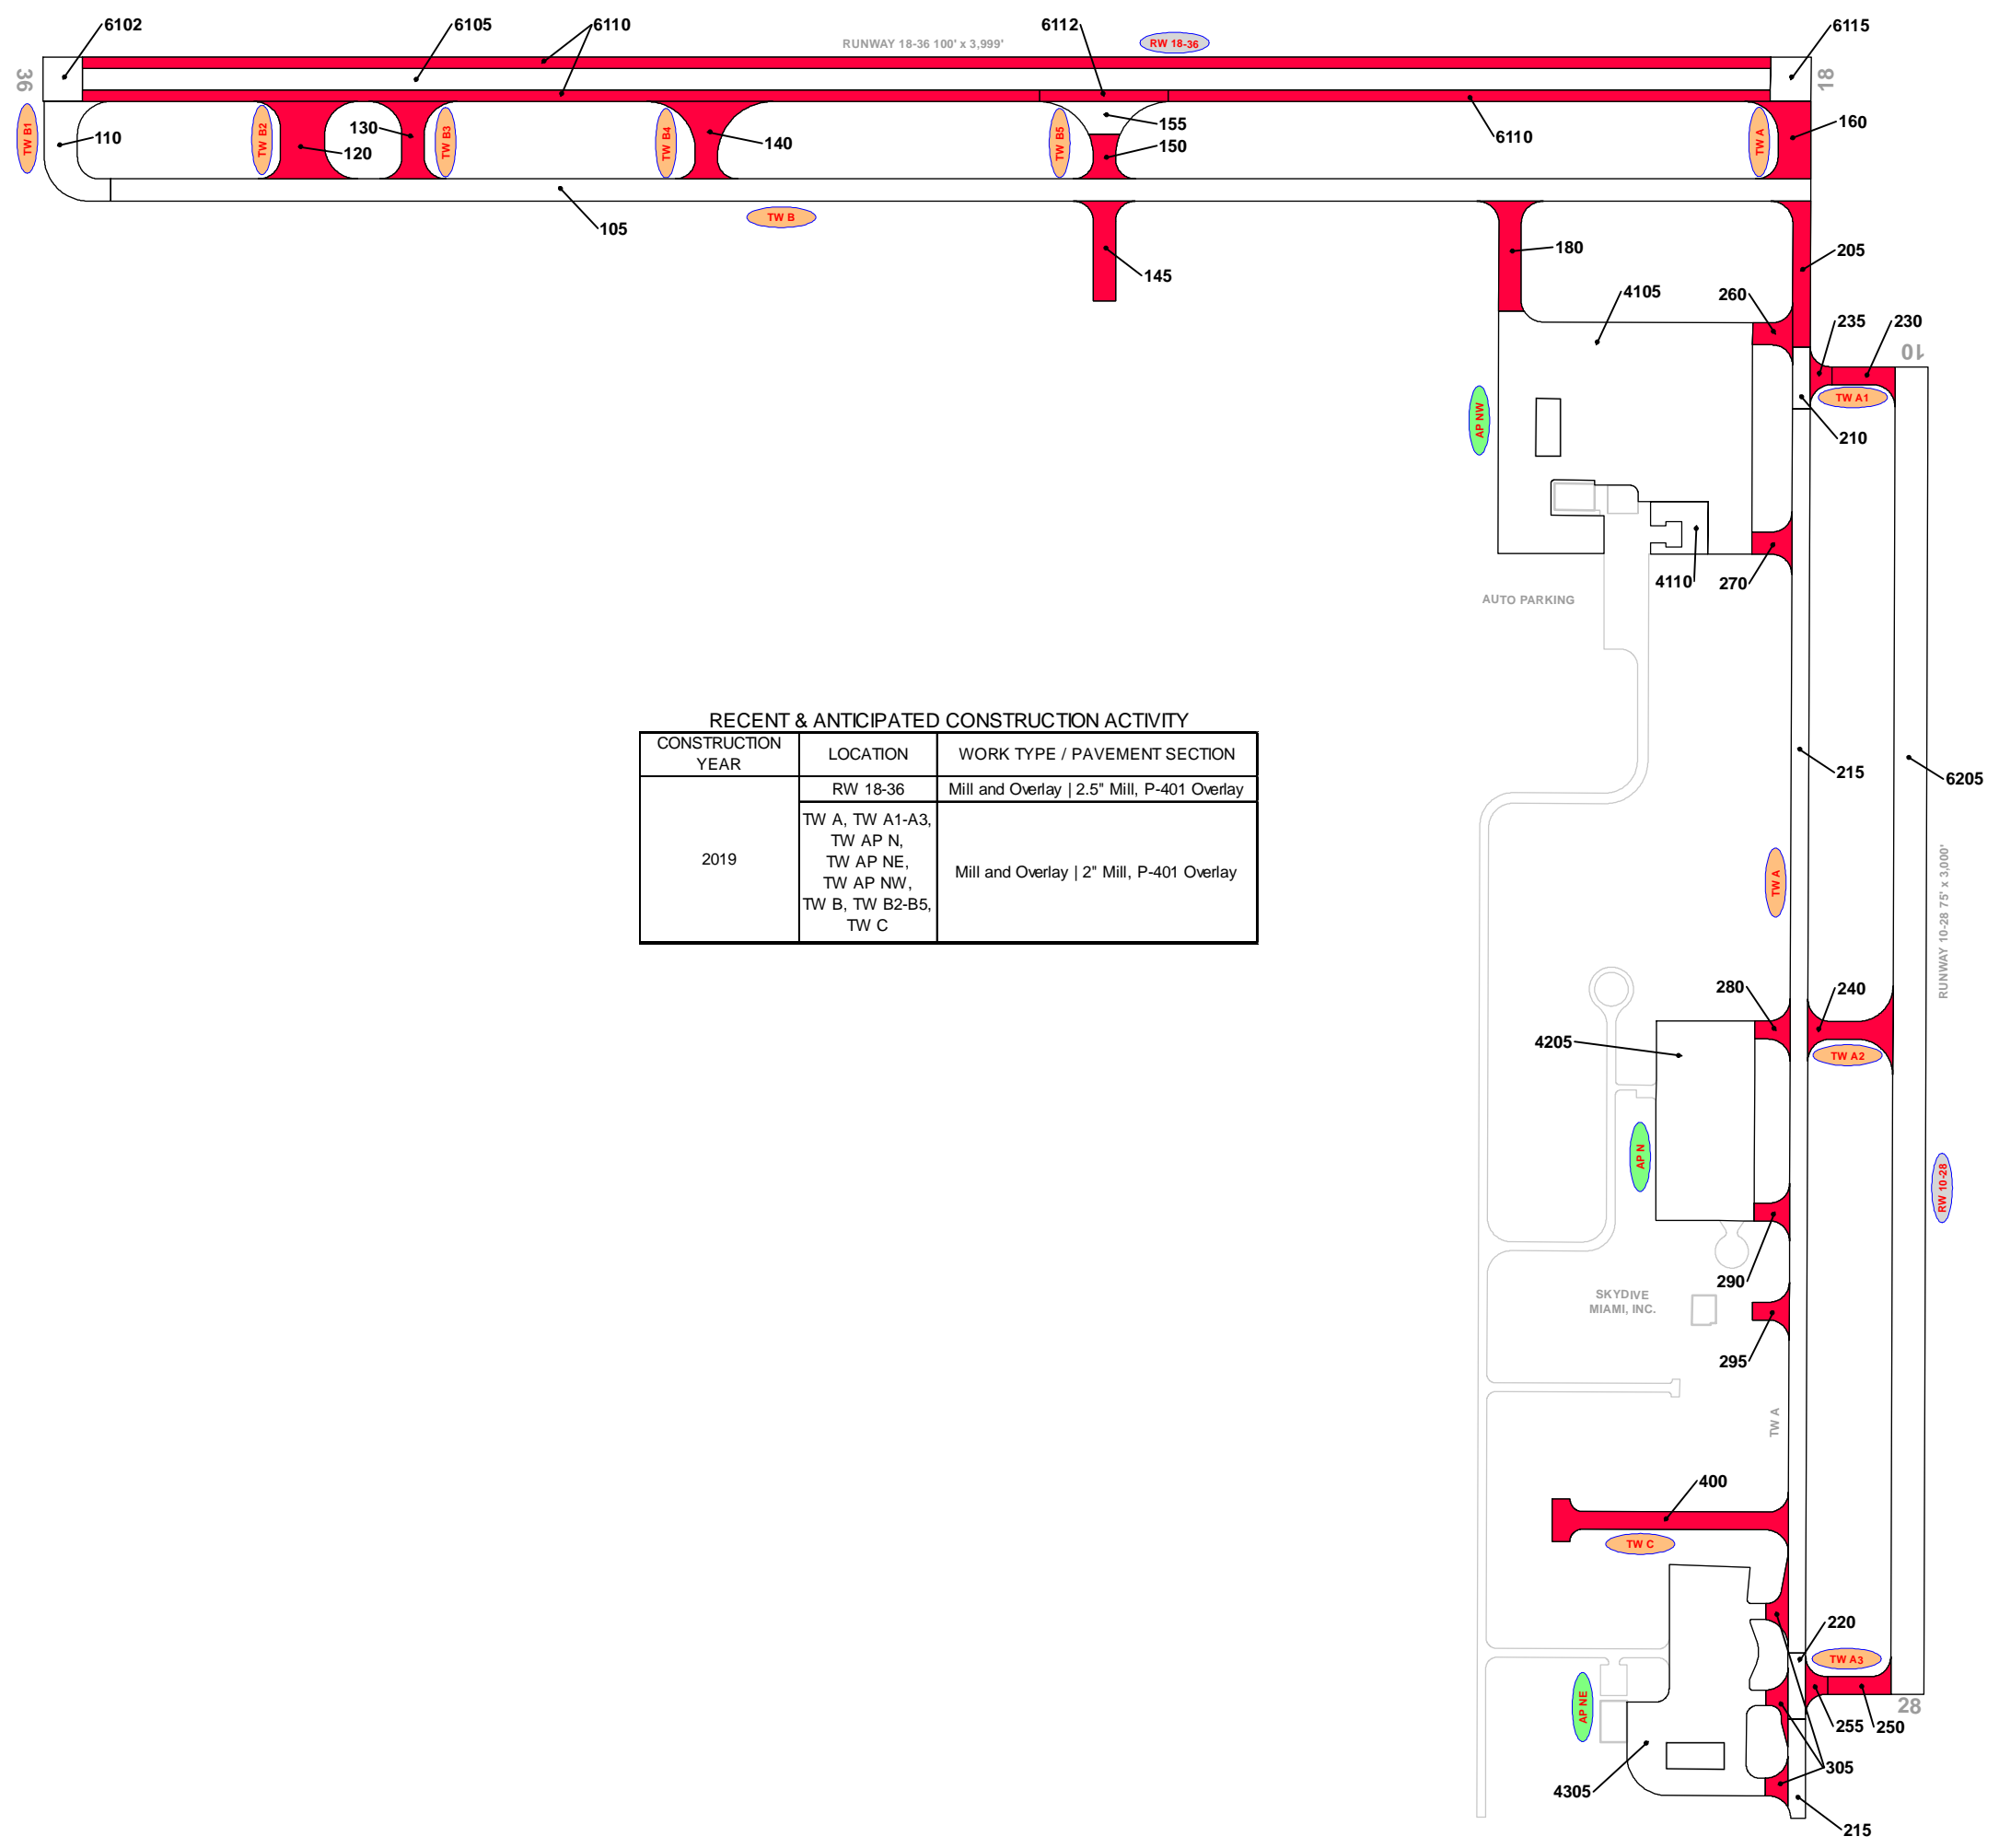 6102
6105
6110
6112
6115
RUNWAY 18-36 100' x 3,999'
RW 18-36
36
18
TW B1
110
TW B2
120
130
TW B3
TW B4
140
TW B5
155
150
6110
TW A
160
105
TW B
145
180
4105
205
260
235
230
10
TW A1
210
AP NW
4110
270
AUTO PARKING
RECENT & ANTICIPATED CONSTRUCTION ACTIVITY
CONSTRUCTION
YEAR
LOCATION
WORK TYPE / PAVEMENT SECTION
2019
RW 18-36
Mill and Overlay | 2.5" Mill, P-401 Overlay
TW A, TW A1-A3,
TW AP N,
TW AP NE,
TW AP NW,
TW B, TW B2-B5,
TW C
Mill and Overlay | 2" Mill, P-401 Overlay
215
6205
TW A
RUNWAY 10-28 75' x 3,000'
280
240
4205
TW A2
AP N
RW 10-28
290
SKYDIVE
MIAMI, INC.
295
TW A
400
TW C
220
TW A3
AP NE
28
255
250
305
4305
215